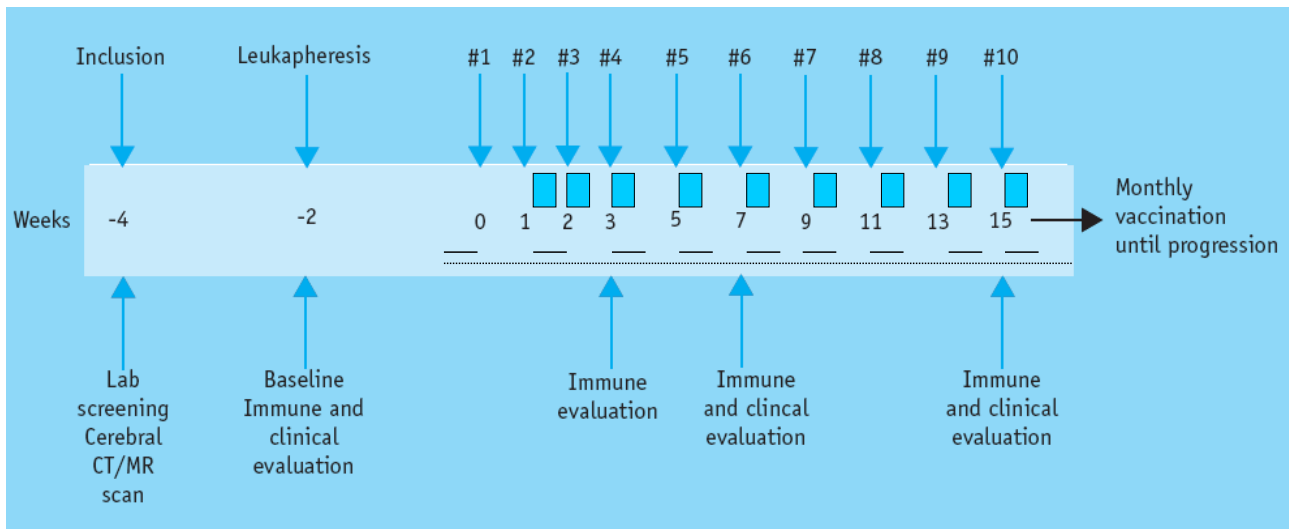 Inclusion
Leukapheresis
#1 #2 #3 #4 #5 #6 #7 #8 #9 #10
Weeks -4 -2 0 1 2 3 5 7 9 11 13 15
Monthly
vaccination
until progression
Lab
screening
Cerebral
CT/MR
scan
Baseline
Immune and
clinical
evaluation
Immune
evaluation
Immune
and clincal
evaluation
Immune
and clinical
evaluation